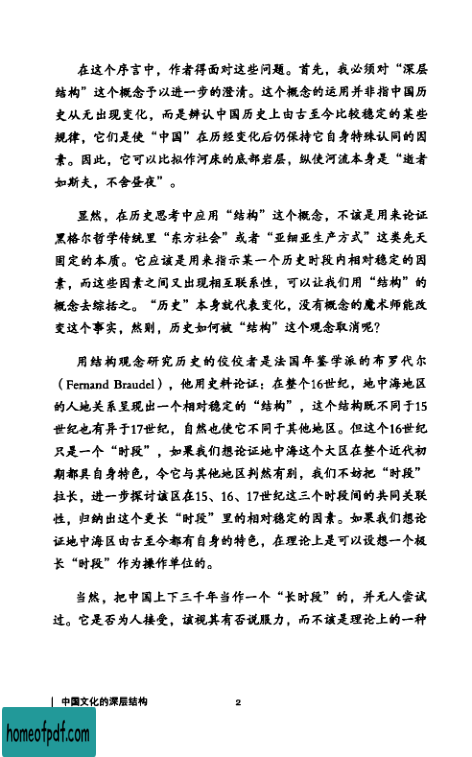 在这个序言中，作者得面对这些问题。首先，我必须对“深层
结构”这个概念予以进一步的澄清。这个概念的运用并非指中国历
史从无出现变化，而是辨认中国历史上由古至今比较稳定的某些
规律，它们是使“中国”在历经变化后仍保持它自身特殊认同的因
素。因此，它可以比拟作河床的底部岩层，纵使河流本身是“逝者
如斯夫，不舍昼夜”。
显然，在历史思考中应用“结构”这个概念，不该是用来论证
黑格尔哲学传统里“东方社会”或者“亚细亚生产方式”这类先天
固定的本质。它应该是用来指示某一个历史时段内相对稳定的因
素，而这些因素之间又出现相互联系性，可以让我们用“结构”的
概念去综括之。“历史”本身就代表变化，没有概念的魔术师能改
变这个事实，然则，历史如何被“结构”这个观念取消呢？
用结构观念研究历史的佼佼者是法国年鉴学派的布罗代尔
（Fernand Braudel），他用史料论证：在整个16世纪，地中海地区
的人地关系呈现出一个相对稳定的“结构”，这个结构既不同于15
世纪也有异于17世纪，自然也使它不同于其他地区。但这个16世纪
只是一个“时段”，如果我们想论证地中海这个大区在整个近代初
期都具自身特色，令它与其他地区判然有别，我们不妨把“时段”
拉长，进一步探讨该区在15、16、17世纪这三个时段间的共同关联
性，归纳出这个更长“时段”里的相对稳定的因素。如果我们想论
证地中海区由古至今都有自身的特色，在理论上是可以设想一个极
长“时段”作为操作单位的。
当然，把中国上下三千年当作一个“长时段”的，并无人尝试
过。它是否为人接受，该视其有否说服力，而不该是理论上的一种
中国文化的深层结构
2
homeofpdf.com